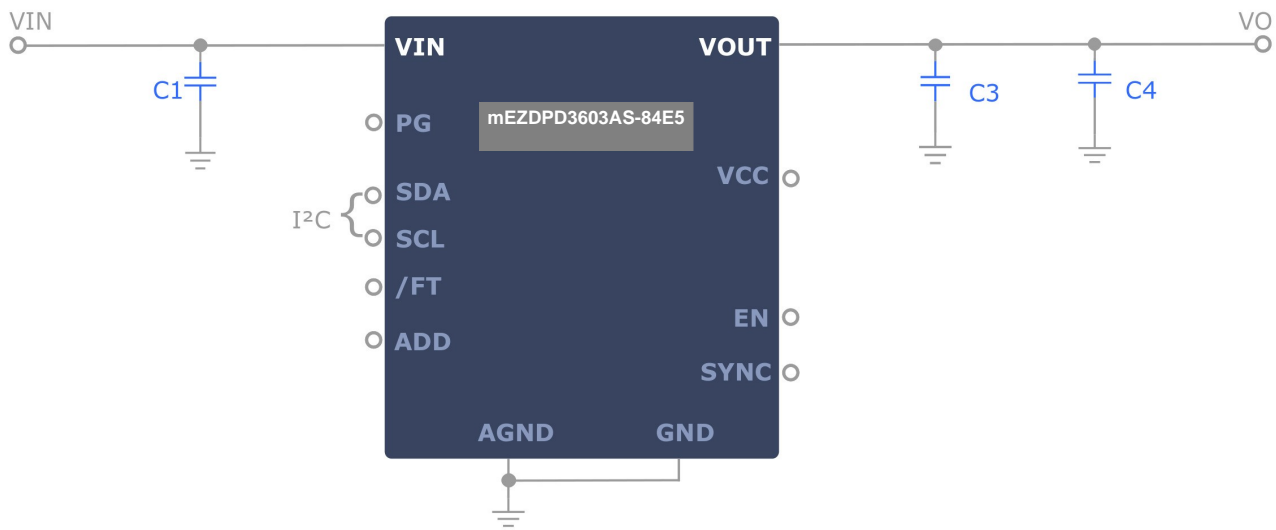 VIN
VO
VIN
VOUT
C1
C3
C4
mEZDPD3603AS-84E5
PG
VCC
SDA
I²C
SCL
/FT
EN
ADD
SYNC
AGND
GND